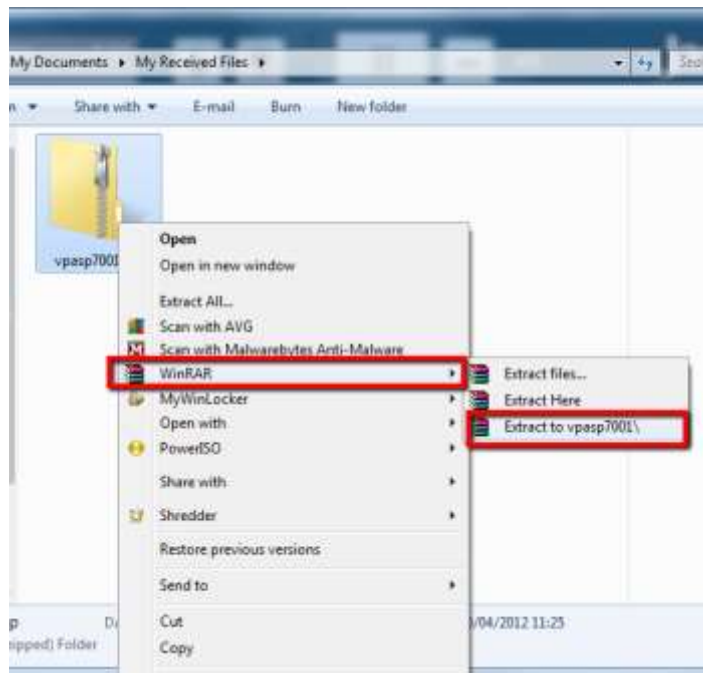 My Documents ▸ My Received Files ▸
Share with E-mail Burn New folder
vpasp7001
Open
Open in new window
Extract All...
Scan with AVG
Scan with Malwarebytes Anti-Malware
WinRAR
Extract files...
MyWinLocker
Extract Here
Open with
Extract to vpasp7001\
PowerISO
Share with
Shredder
Restore previous versions
Send to
Cut
/04/2012 11:25
Folder
Copy